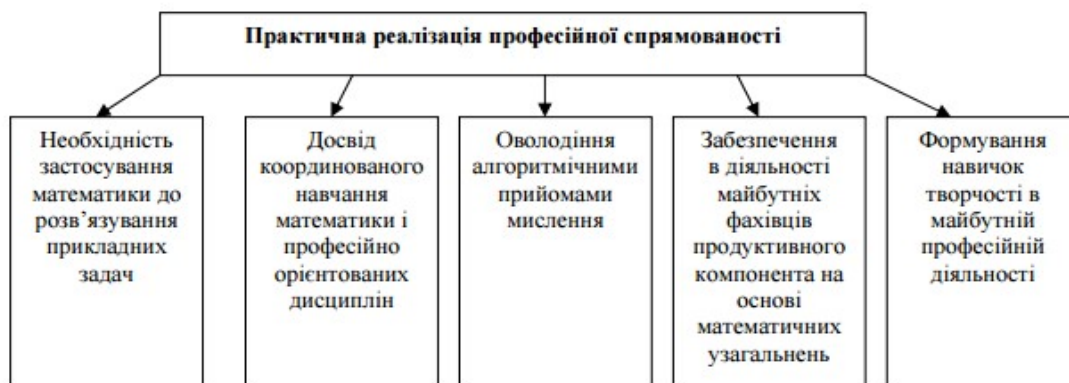 Практична реалізація професійної спрямованості
Необхідність
застосування
математики до
розв’язування
прикладних
задач
Досвід
координованого
навчання
математики і
професійно
орієнтованих
дисциплін
Оволодіння
алгоритмічними
прийомами
мислення
Забезпечення
в діяльності
майбутніх
фахівців
продуктивного
компонента на
основі
математичних
узагальнень
Формування
навичок
творчості в
майбутній
професійній
діяльності